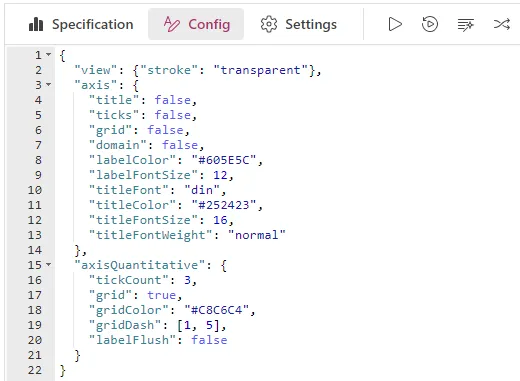 Specification Config Settings
1 {
2 "view": {"stroke": "transparent"},
3 "axis": {
4 "title": false,
5 "ticks": false,
6 "grid": false,
7 "domain": false,
8 "labelColor": "#605E5C",
9 "labelFontSize": 12,
10 "titleFont": "din",
11 "titleColor": "#252423",
12 "titleFontSize": 16,
13 "titleFontWeight": "normal"
14 },
15 "axisQuantitative": {
16 "tickCount": 3,
17 "grid": true,
18 "gridColor": "#C8C6C4",
19 "gridDash": [1, 5],
20 "labelFlush": false
21 }
22 }